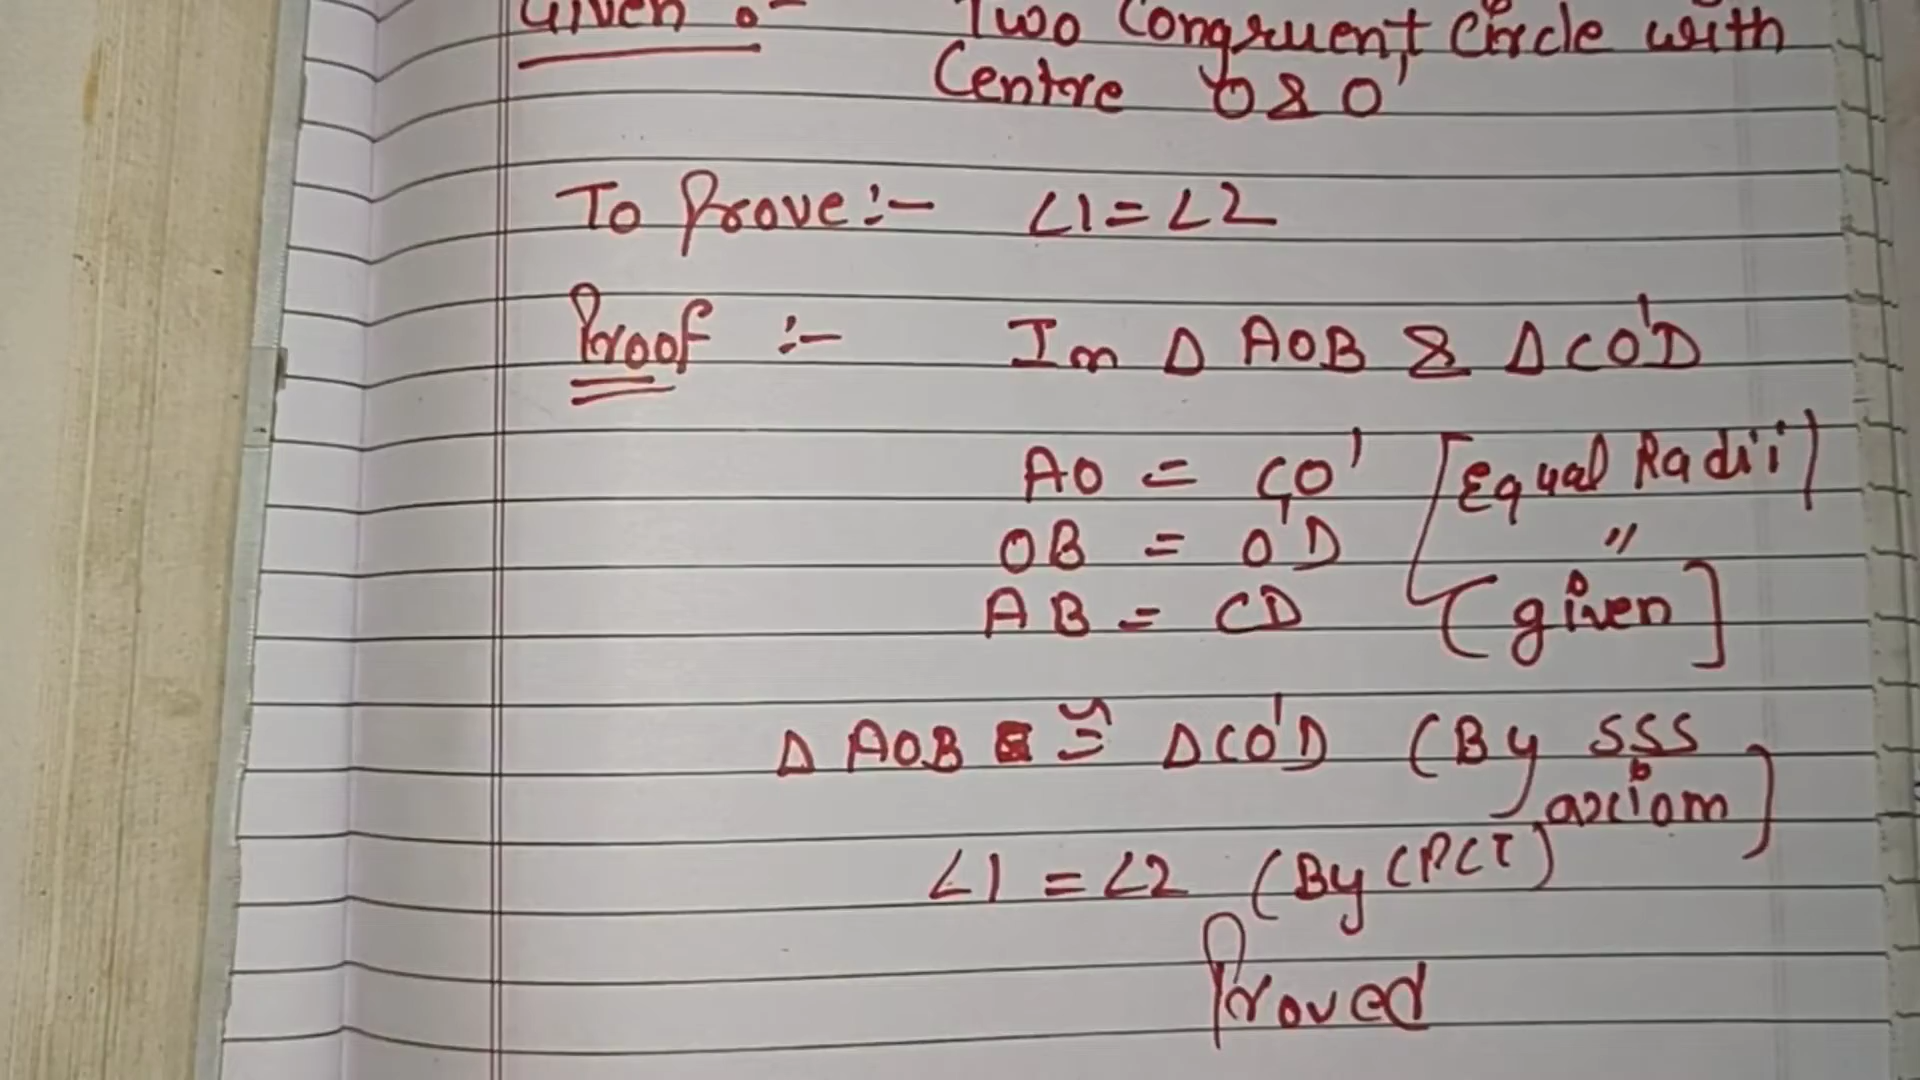 Given :- Two Congruent Circle with
Centre O & O'
To Prove :- ∠1 = ∠2
Proof :- In Δ AOB & Δ CO'D
AO = CO' [Equal Radii]
OB = O'D "
AB = CD [given]
Δ AOB ≅ Δ CO'D (By SSS
axiom)
∠1 = ∠2 (By CPCT)
Proved